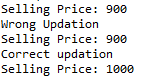 Selling Price: 900
Wrong Updation
Selling Price: 900
Correct updation
Selling Price: 1000